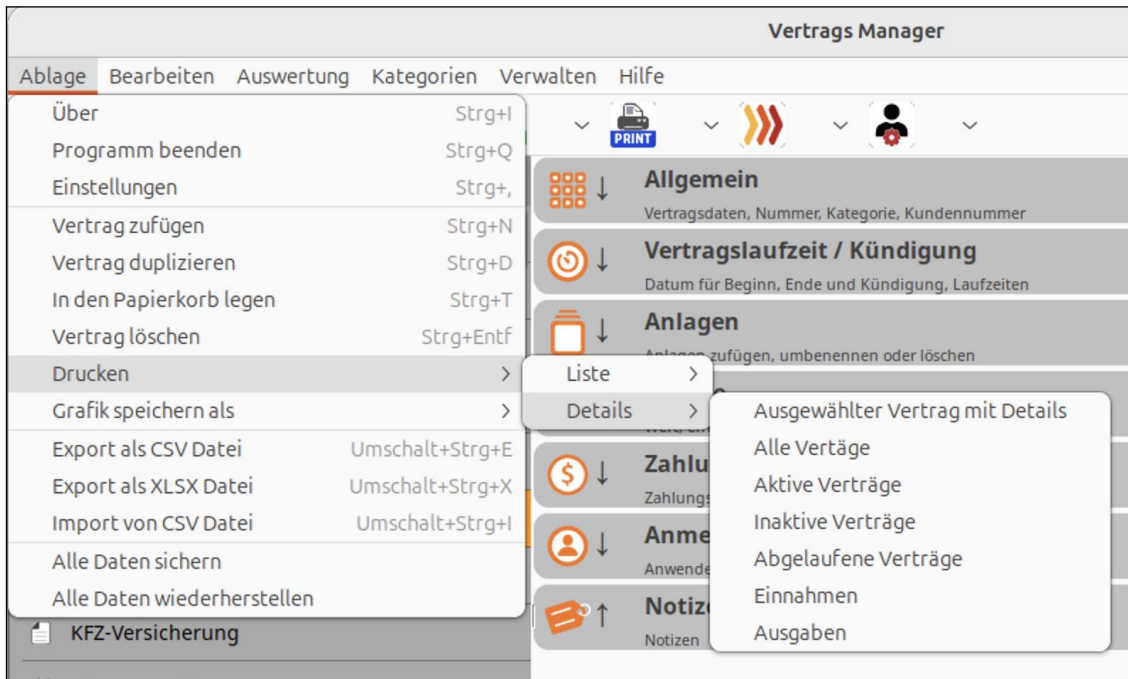 Vertrags Manager
Ablage Bearbeiten Auswertung Kategorien Verwalten Hilfe
Über Strg+I
Programm beenden Strg+Q
Einstellungen Strg+,
Vertrag zufügen Strg+N
Vertrag duplizieren Strg+D
In den Papierkorb legen Strg+T
Vertrag löschen Strg+Entf
Drucken
Grafik speichern als
Export als CSV Datei Umschalt+Strg+E
Export als XLSX Datei Umschalt+Strg+X
Import von CSV Datei Umschalt+Strg+I
Alle Daten sichern
Alle Daten wiederherstellen
KFZ-Versicherung
PRINT
Allgemein
Vertragsdaten, Nummer, Kategorie, Kundennummer
Vertragslaufzeit / Kündigung
Datum für Beginn, Ende und Kündigung, Laufzeiten
Anlagen
Anlagen zufügen, umbenennen oder löschen
Liste
Details
Ausgewählter Vertrag mit Details
Alle Vertäge
Aktive Verträge
Inaktive Verträge
Abgelaufene Verträge
Einnahmen
Ausgaben
Zahlu
Zahlungs
Anme
Anwende
Notiz
Notizen